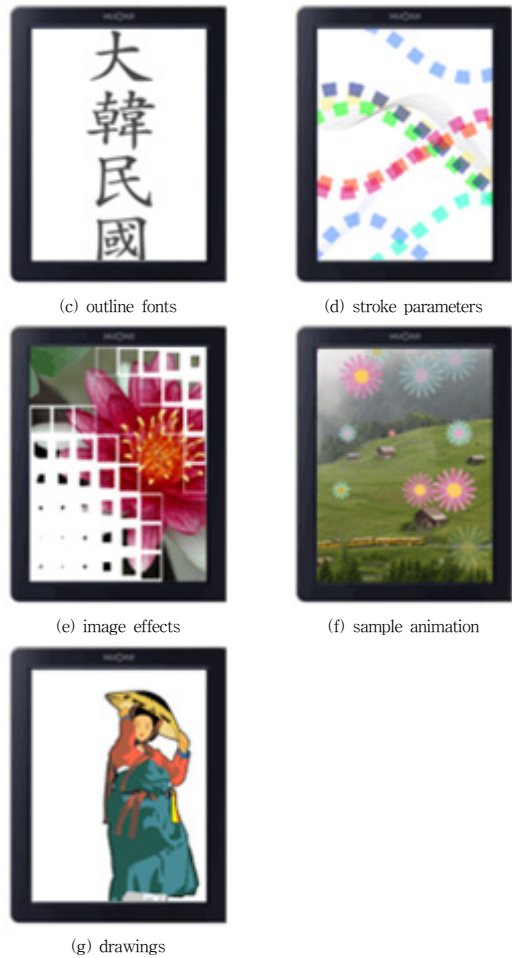 大
韓
民
國
(c) outline fonts
(d) stroke parameters
(e) image effects
(f) sample animation
(g) drawings